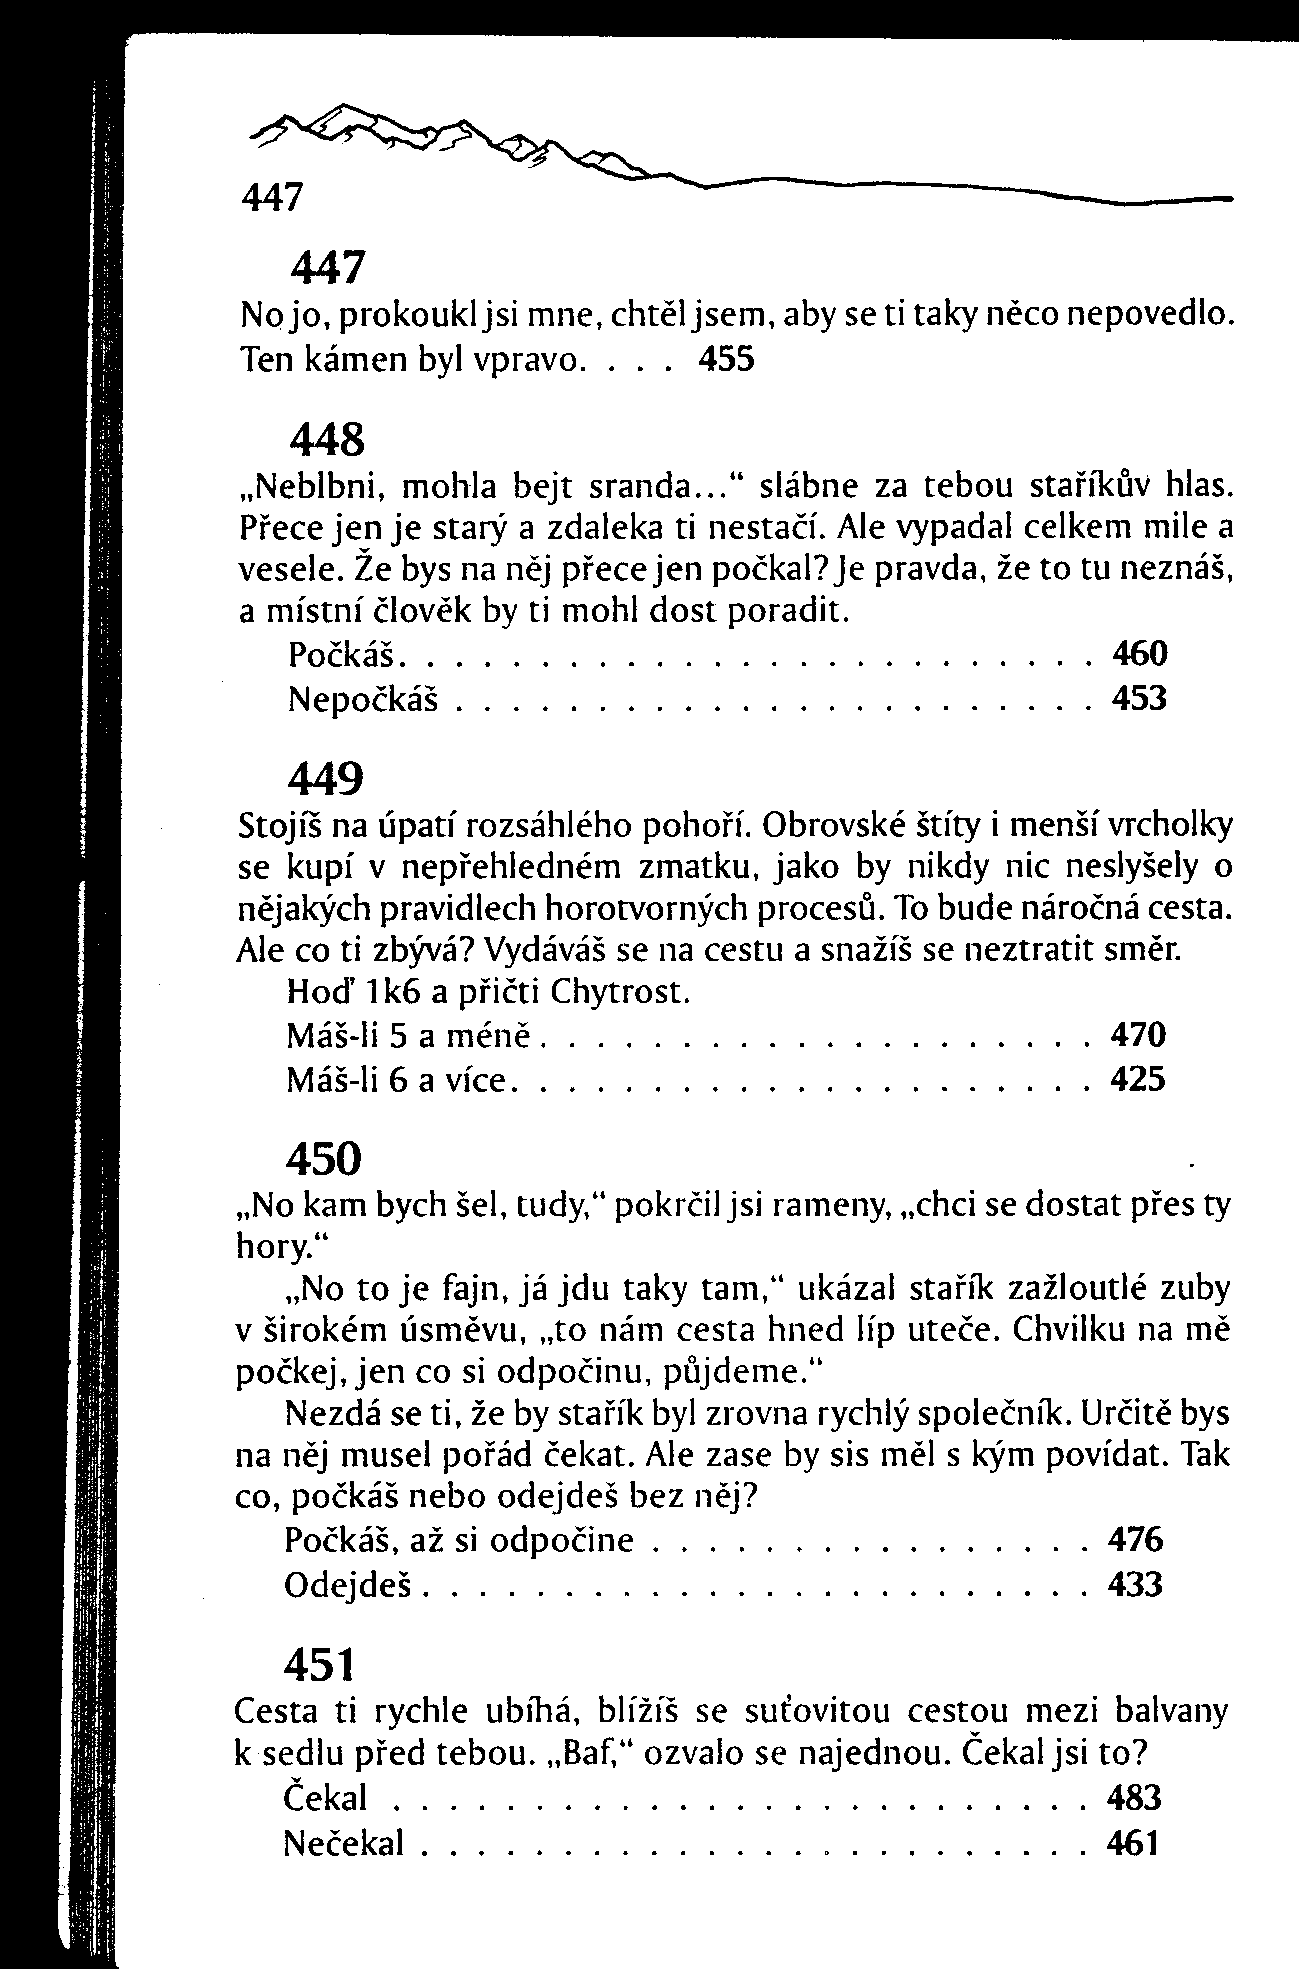 447
447
No jo, prokoukl jsi mne, chtěl jsem, aby se ti taky něco nepovedlo.
Ten kámen byl vpravo. . . . 455
448
„Neblbni, mohla bejt sranda...“ slábne za tebou staříkův hlas.
Přece jen je starý a zdaleka ti nestačí. Ale vypadal celkem mile a
vesele. Že bys na něj přece jen počkal? Je pravda, že to tu neznáš,
a místní člověk by ti mohl dost poradit.
Počkáš. . . . . . . . . . . . . . . . . . . . . . . . . 460
Nepočkáš . . . . . . . . . . . . . . . . . . . . . . . 453
449
Stojíš na úpatí rozsáhlého pohoří. Obrovské štíty i menší vrcholky
se kupí v nepřehledném zmatku, jako by nikdy nic neslyšely o
nějakých pravidlech horotvorných procesů. To bude náročná cesta.
Ale co ti zbývá? Vydáváš se na cestu a snažíš se neztratit směr.
Hoď 1k6 a přičti Chytrost.
Máš-li 5 a méně . . . . . . . . . . . . . . . . . . . . 470
Máš-li 6 a více. . . . . . . . . . . . . . . . . . . . . 425
450
„No kam bych šel, tudy,“ pokrčil jsi rameny, „chci se dostat přes ty
hory.“
„No to je fajn, já jdu taky tam,“ ukázal stařík zažloutlé zuby
v širokém úsměvu, „to nám cesta hned líp uteče. Chvilku na mě
počkej, jen co si odpočinu, půjdeme.“
Nezdá se ti, že by stařík byl zrovna rychlý společník. Určitě bys
na něj musel pořád čekat. Ale zase by sis měl s kým povídat. Tak
co, počkáš nebo odejdeš bez něj?
Počkáš, až si odpočine . . . . . . . . . . . . . . . . 476
Odejdeš . . . . . . . . . . . . . . . . . . . . . . . . 433
451
Cesta ti rychle ubíhá, blížíš se suťovitou cestou mezi balvany
k sedlu před tebou. „Baf,“ ozvalo se najednou. Čekal jsi to?
Čekal . . . . . . . . . . . . . . . . . . . . . . . . . 483
Nečekal . . . . . . . . . . . . . . . . . . . . . . . . 461